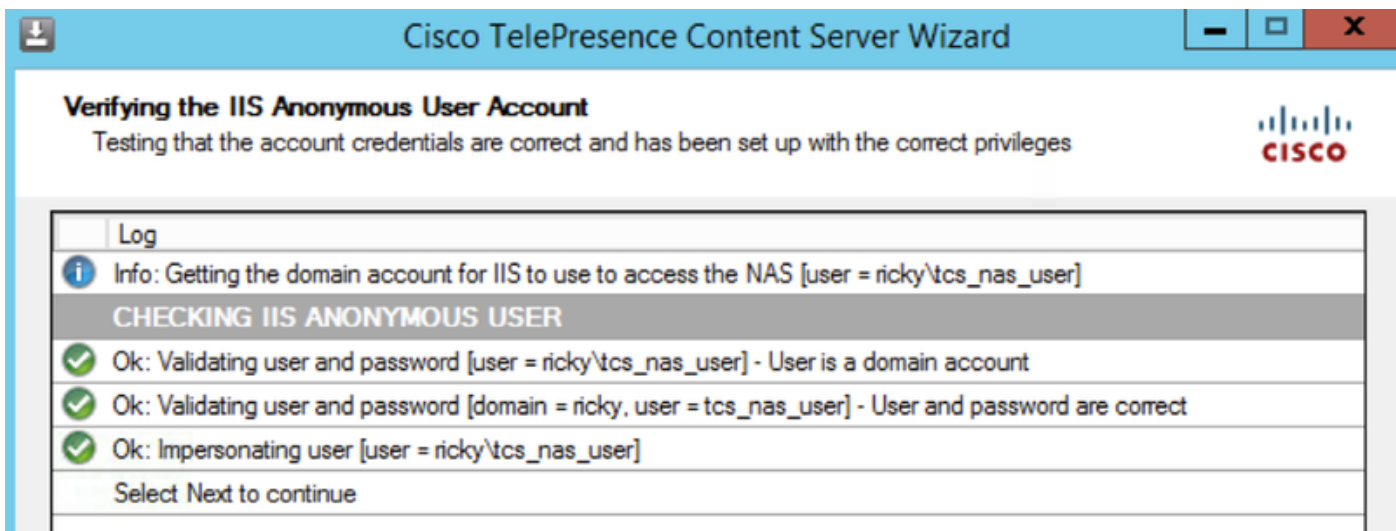 Cisco TelePresence Content Server Wizard
Verifying the IIS Anonymous User Account
Testing that the account credentials are correct and has been set up with the correct privileges
CISCO
Log
Info: Getting the domain account for IIS to use to access the NAS [user = ricky\tcs_nas_user]
CHECKING IIS ANONYMOUS USER
Ok: Validating user and password [user = ricky\tcs_nas_user] - User is a domain account
Ok: Validating user and password [domain = ricky, user = tcs_nas_user] - User and password are correct
Ok: Impersonating user [user = ricky\tcs_nas_user]
Select Next to continue